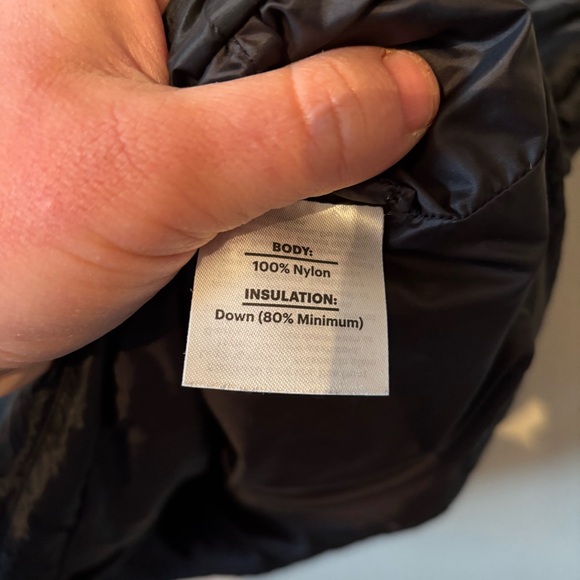 BODY:
100% Nylon
INSULATION:
Down (80% Minimum)